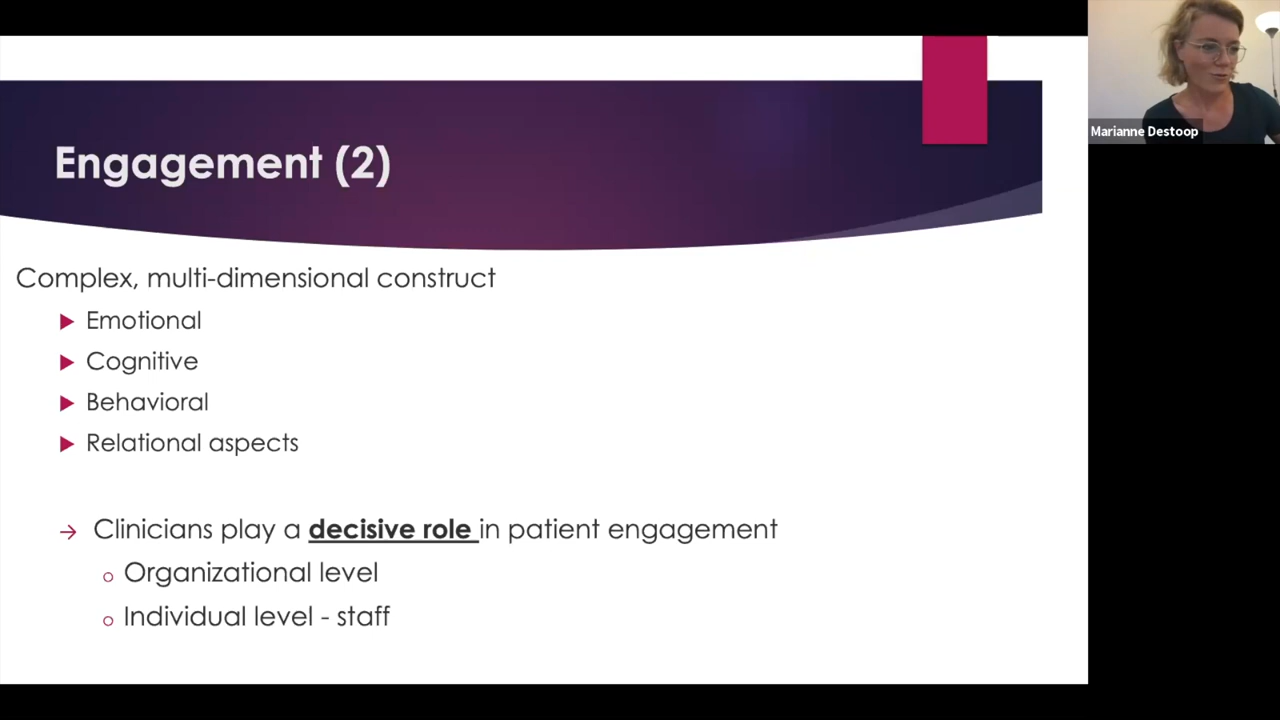 Marianne Destoop
Engagement (2)
Complex, multi-dimensional construct
Emotional
Cognitive
Behavioral
Relational aspects
→ Clinicians play a decisive role in patient engagement
o Organizational level
o Individual level - staff